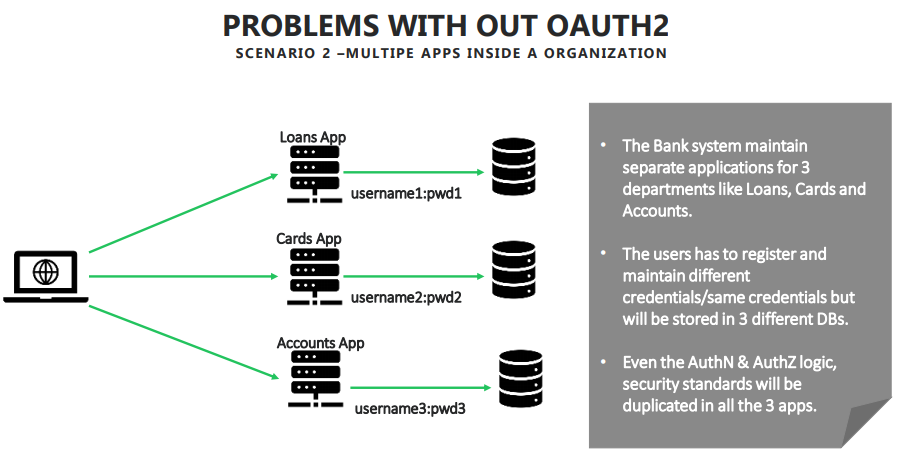 PROBLEMS WITH OUT OAUTH2
SCENARIO 2 –MULTIPE APPS INSIDE A ORGANIZATION
Loans App
username1:pwd1
Cards App
username2:pwd2
Accounts App
username3:pwd3
• The Bank system maintain
separate applications for 3
departments like Loans, Cards and
Accounts.
• The users has to register and
maintain different
credentials/same credentials but
will be stored in 3 different DBs.
• Even the AuthN & AuthZ logic,
security standards will be
duplicated in all the 3 apps.